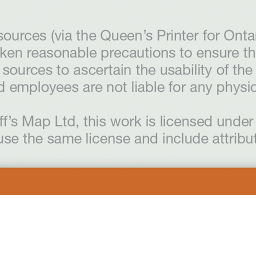 sources (via the Queen's Printer for Onta
ken reasonable precautions to ensure th
sources to ascertain the usability of the
d employees are not liable for any physic
ff's Map Ltd, this work is licensed under
use the same license and include attribut